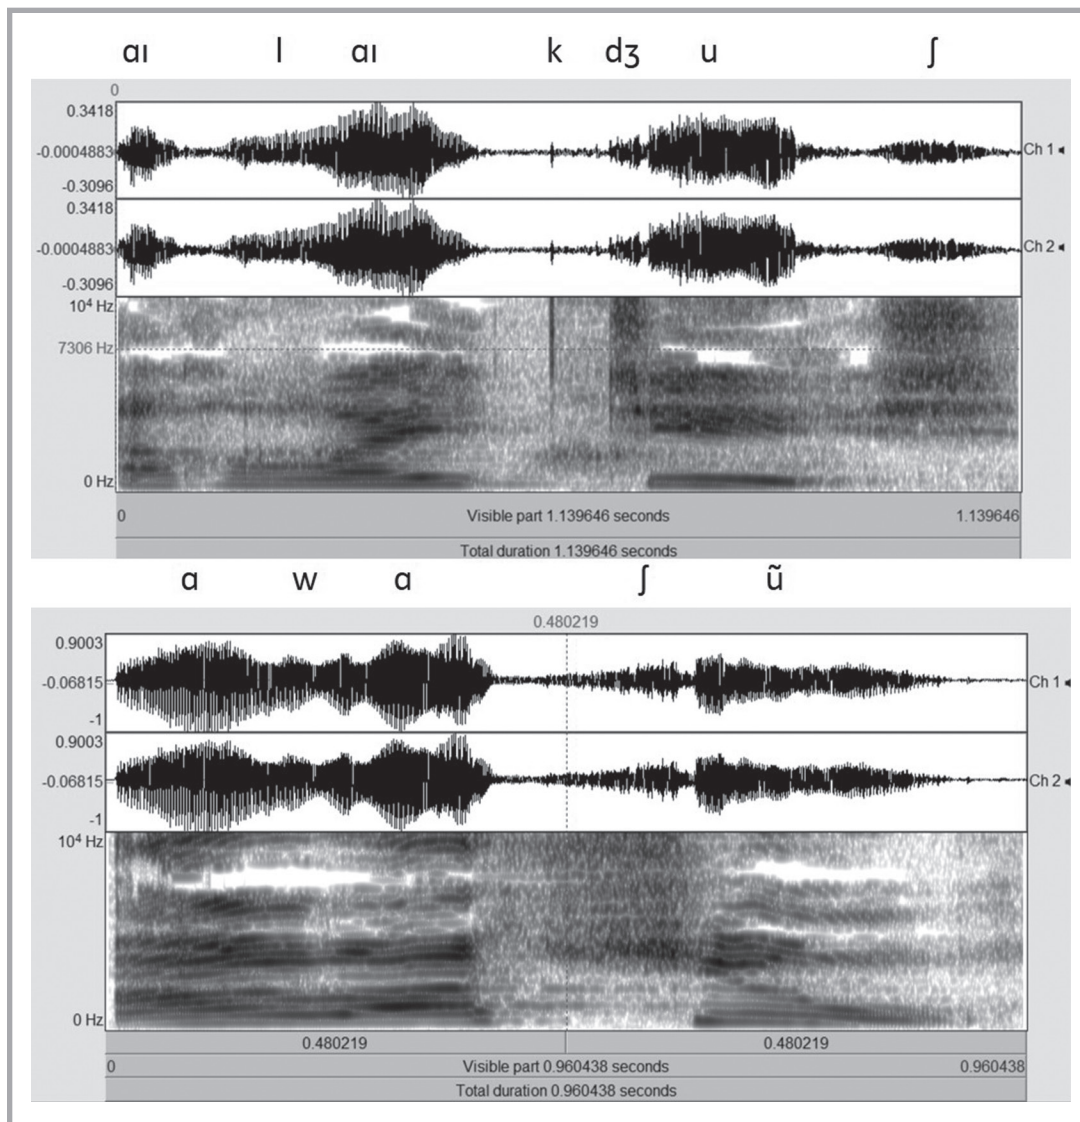 ɑɪ l ɑɪ k dʒ u ʃ
0
0.3418
-0.0004883
-0.3096
Ch 1
0.3418
-0.0004883
-0.3096
Ch 2
10⁴ Hz
7306 Hz
0 Hz
0 Visible part 1.139646 seconds 1.139646
Total duration 1.139646 seconds
ɑ w ɑ ʃ ũ
0.480219
0.9003
-0.06815
-1
Ch 1
0.9003
-0.06815
-1
Ch 2
10⁴ Hz
0 Hz
0.480219 0.480219
0 Visible part 0.960438 seconds 0.960438
Total duration 0.960438 seconds